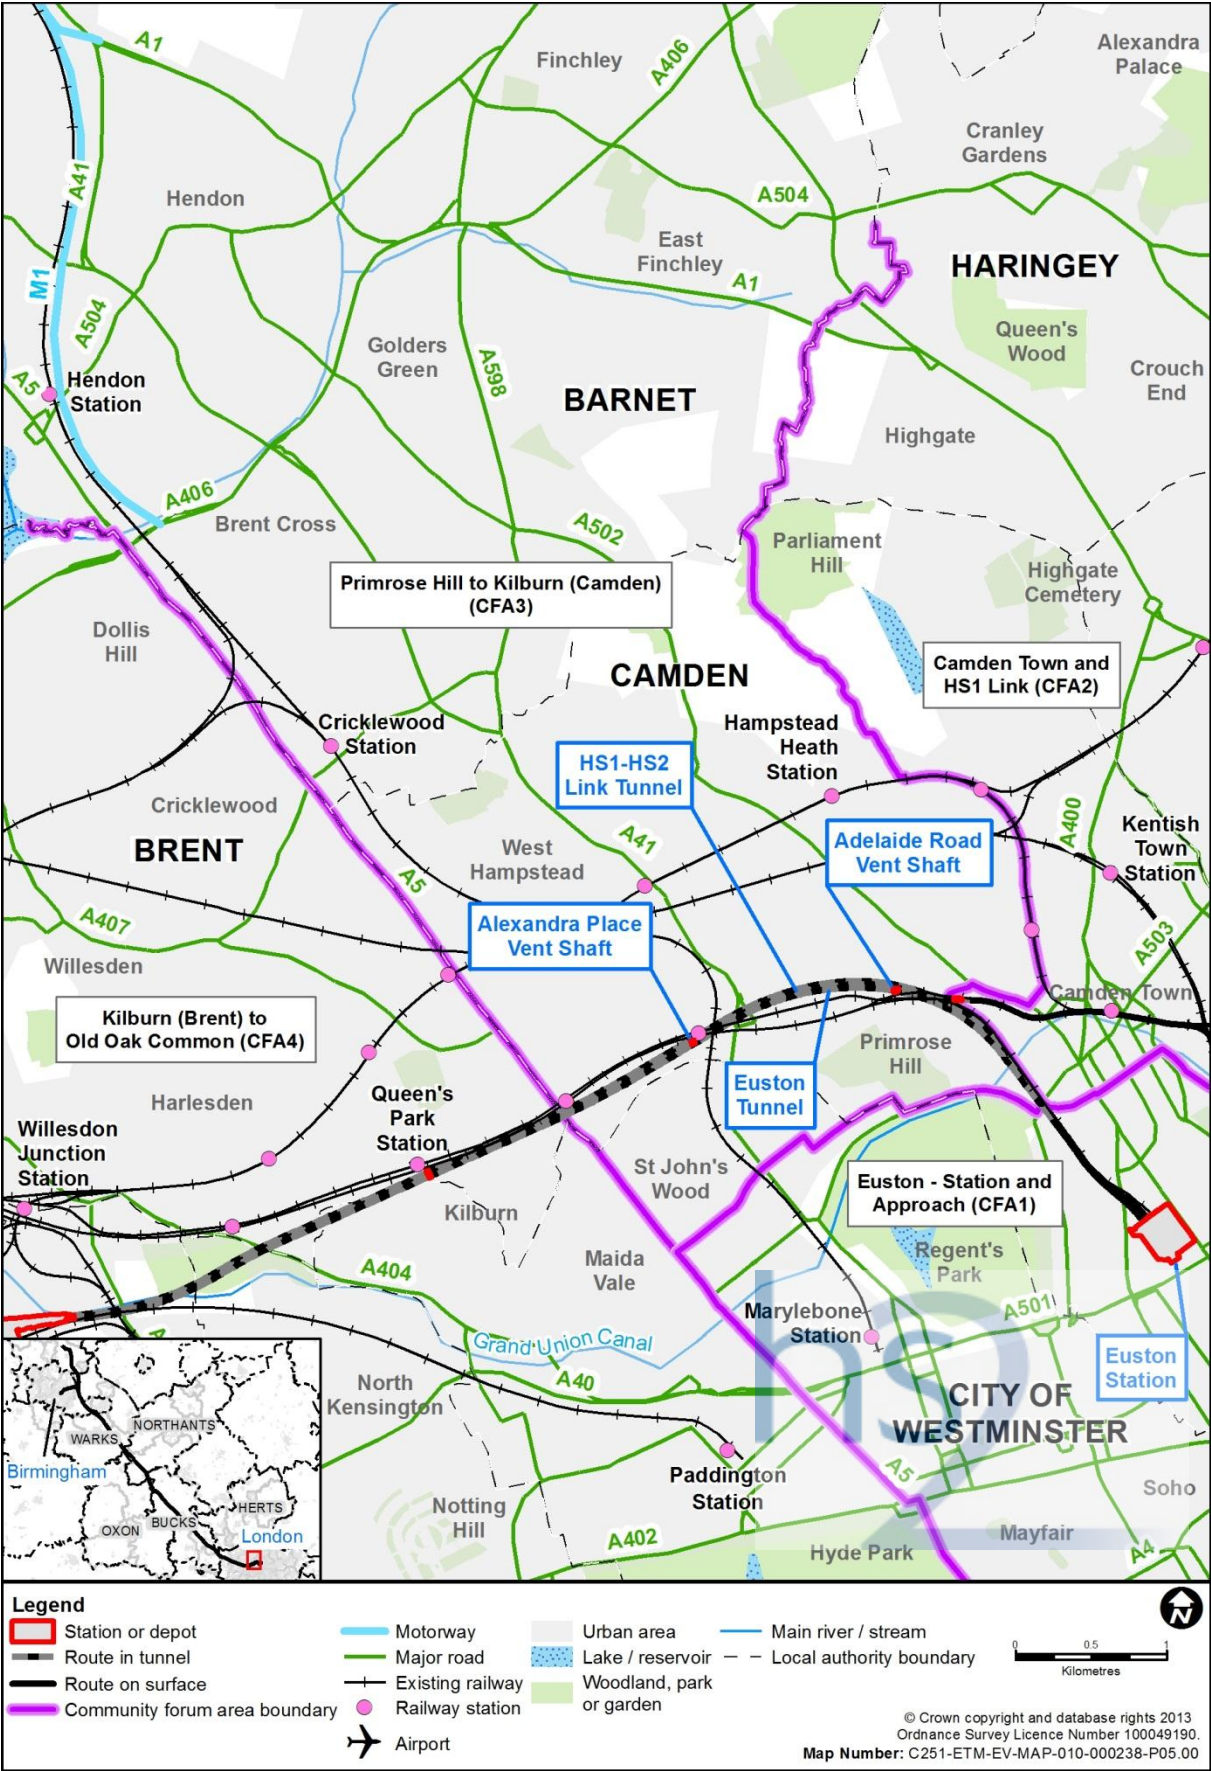 A1
Finchley
A406
Alexandra
Palace
Cranley
Gardens
A41
Hendon
A504
East
Finchley
HARINGEY
M1
A1
A504
Queen's
Wood
Golders
Green
A598
Crouch
End
A5
Hendon
Station
BARNET
Highgate
A406
Brent Cross
A502
Parliament
Hill
Primrose Hill to Kilburn (Camden)
(CFA3)
Highgate
Cemetery
Dollis
Hill
Camden Town and
HS1 Link (CFA2)
CAMDEN
Cricklewood
Station
Hampstead
Heath
Station
HS1-HS2
Link Tunnel
Cricklewood
BRENT
A41
West
Hampstead
Adelaide Road
Vent Shaft
A400
Kentish
Town
Station
A5
A407
Alexandra Place
Vent Shaft
A503
Willesden
Camden Town
Kilburn (Brent) to
Old Oak Common (CFA4)
Primrose
Hill
Euston
Tunnel
Harlesden
Queen's
Park
Station
Willesdon
Junction
Station
St John's
Wood
Euston - Station and
Approach (CFA1)
Kilburn
Maida
Vale
Regent's
Park
A404
Marylebone
Station
A501
Grand Union Canal
hs2
Euston
Station
A40
North
Kensington
CITY OF
WESTMINSTER
NORTHANTS
WARKS
Birmingham
A5
Paddington
Station
Soho
HERTS
BUCKS
OXON
London
Notting
Hill
A402
Mayfair
Hyde Park
A4
Legend
Station or depot
Route in tunnel
Route on surface
Community forum area boundary
Motorway
Major road
Existing railway
Railway station
Airport
Urban area
Lake / reservoir
Woodland, park
or garden
Main river / stream
Local authority boundary
N
0 0.5 1
Kilometres
© Crown copyright and database rights 2013
Ordnance Survey Licence Number 100049190.
Map Number: C251-ETM-EV-MAP-010-000238-P05.00